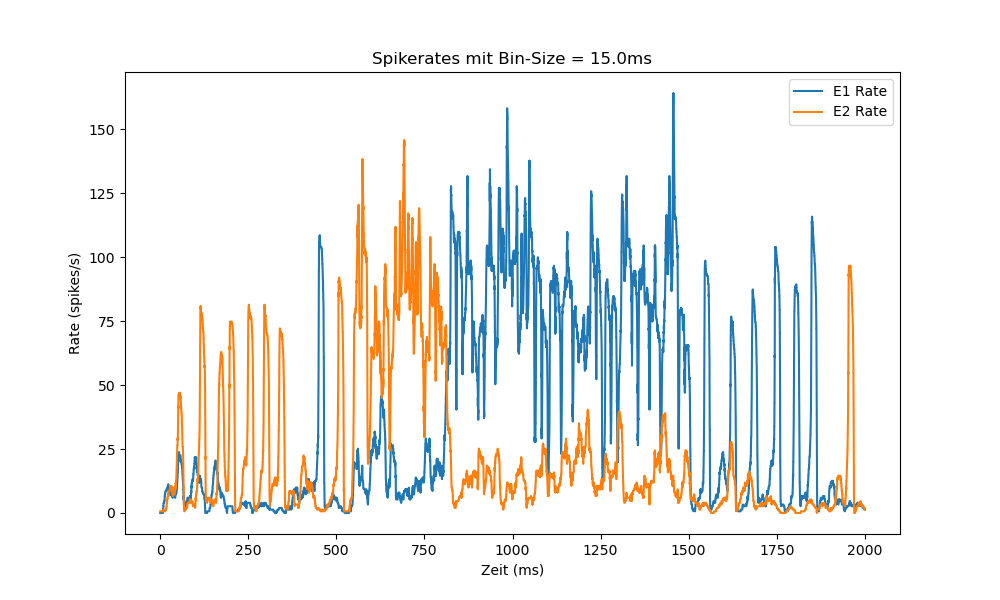 Spikerates mit Bin-Size = 15.0ms
E1 Rate
E2 Rate
150
125
100
75
50
25
0
Rate (spikes/s)
0 250 500 750 1000 1250 1500 1750 2000
Zeit (ms)